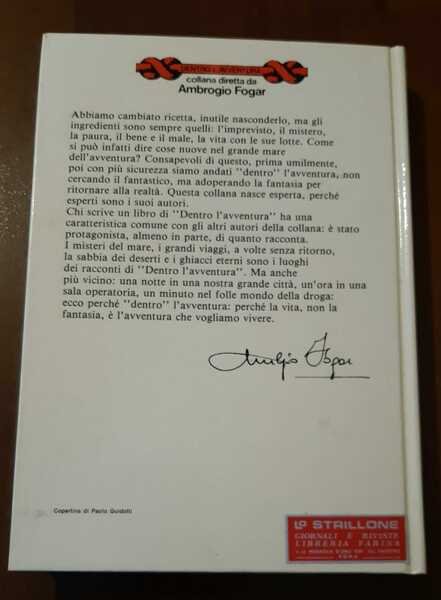 DENTRO L'AVVENTURA
collana diretta da
Ambrogio Fogar
Abbiamo cambiato ricetta, inutile nasconderlo, ma gli
ingredienti sono sempre quelli: l'imprevisto, il mistero,
la paura, il bene e il male, la vita con le sue lotte. Come
si può infatti dire cose nuove nel grande mare
dell'avventura? Consapevoli di questo, prima umilmente,
poi con più sicurezza siamo andati "dentro" l'avventura, non
cercando il fantastico, ma adoperando la fantasia per
ritornare alla realtà. Questa collana nasce esperta, perché
esperti sono i suoi autori.
Chi scrive un libro di "Dentro l'avventura" ha una
caratteristica comune con gli altri autori della collana: è stato
protagonista, almeno in parte, di quanto racconta.
I misteri del mare, i grandi viaggi, a volte senza ritorno,
la sabbia dei deserti e i ghiacci eterni sono i luoghi
dei racconti di "Dentro l'avventura". Ma anche
più vicino: una notte in una nostra grande città, un'ora in una
sala operatoria, un minuto nel folle mondo della droga:
ecco perché "dentro" l'avventura: perché la vita, non la
fantasia, è l'avventura che vogliamo vivere.
Ambrogio Fogar
Copertina di Paolo Guidotti
LO STRILLONE
GIORNALI E RIVISTE
LIBRERIA FARINA